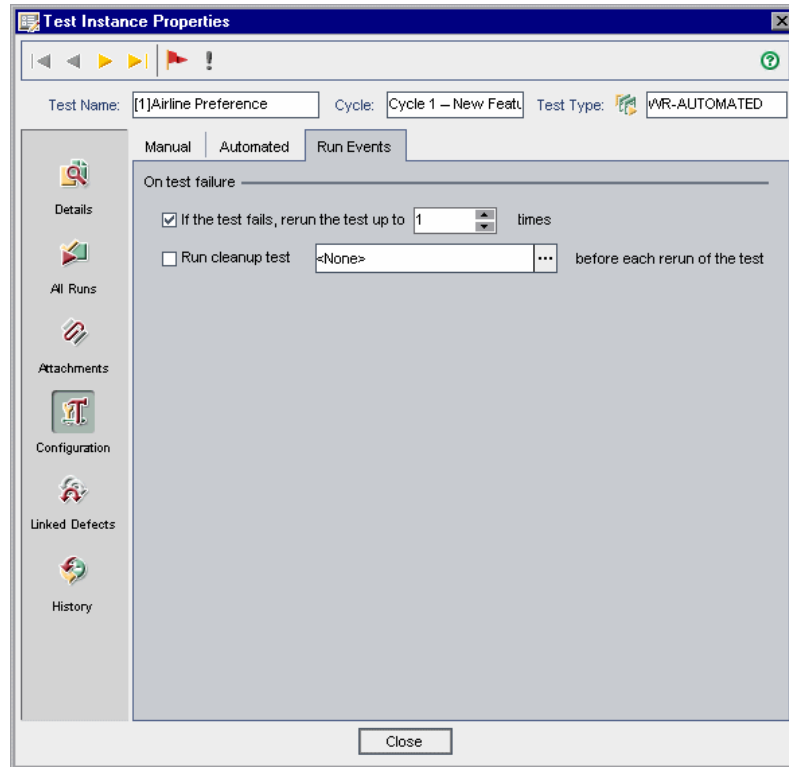 Test Instance Properties
Test Name: [1]Airline Preference Cycle: Cycle 1 – New Featu Test Type: WR-AUTOMATED
Manual Automated Run Events
On test failure
If the test fails, rerun the test up to 1 times
Run cleanup test <None> ... before each rerun of the test
Details
All Runs
Attachments
Configuration
Linked Defects
History
Close